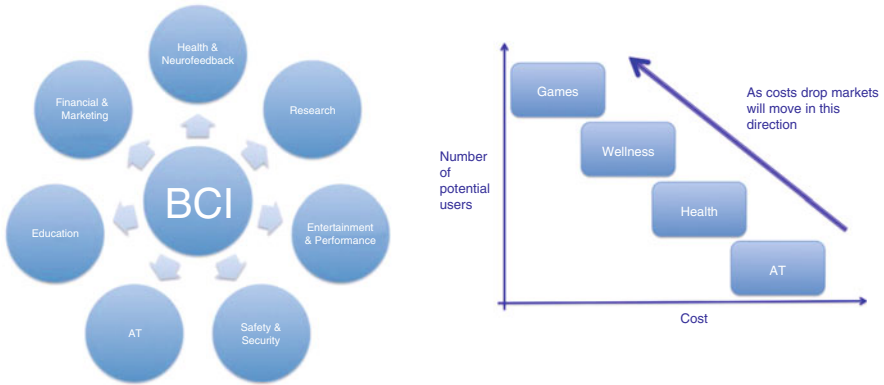 Health &
Neurofeedback
Financial &
Marketing
Research
BCI
Education
Entertainment
& Performance
AT
Safety &
Security
Number
of
potential
users
Games
Wellness
Health
AT
As costs drop markets
will move in this
direction
Cost